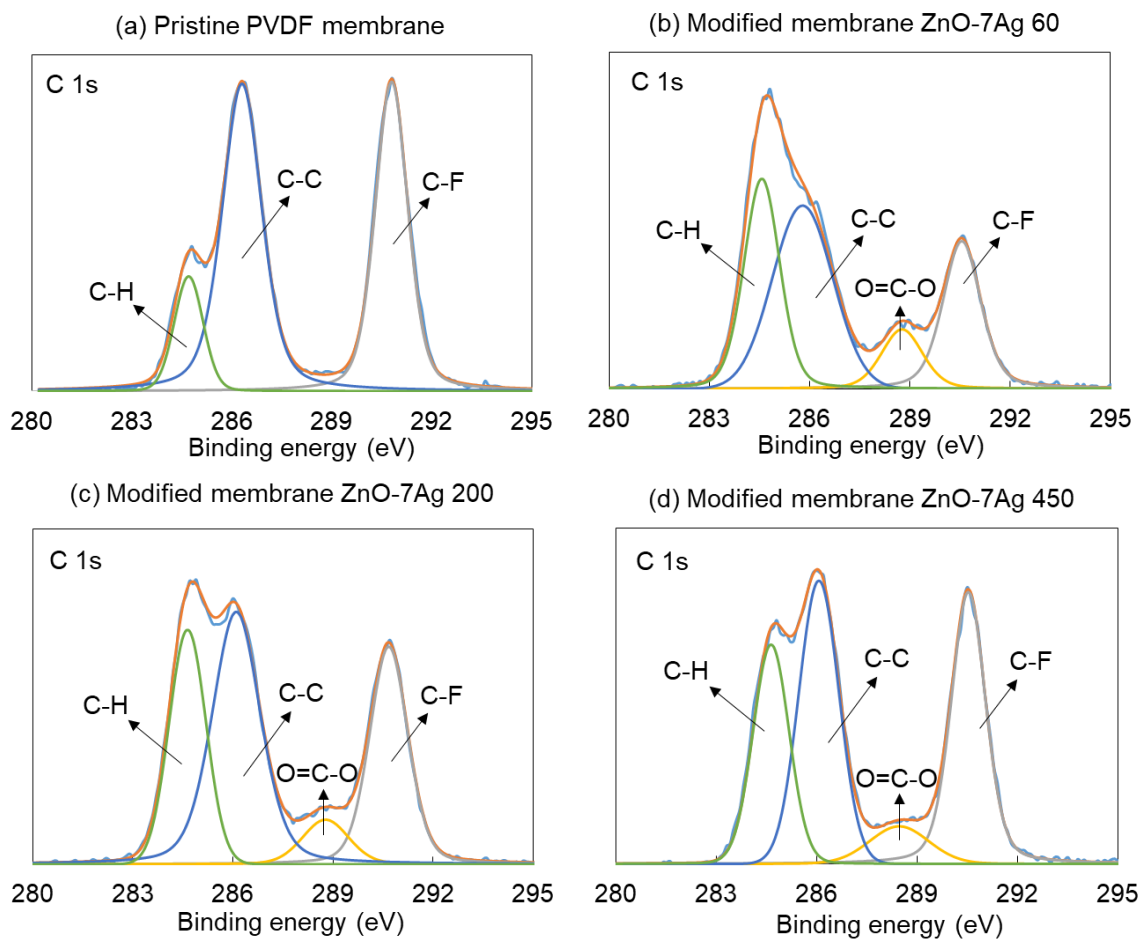 (a) Pristine PVDF membrane
C 1s
C-H
C-C
C-F
280 283 286 289 292 295
Binding energy (eV)
(b) Modified membrane ZnO-7Ag 60
C 1s
C-H
C-C
O=C-O
C-F
280 283 286 289 292 295
Binding energy (eV)
(c) Modified membrane ZnO-7Ag 200
C 1s
C-H
C-C
O=C-O
C-F
280 283 286 289 292 295
Binding energy (eV)
(d) Modified membrane ZnO-7Ag 450
C 1s
C-H
C-C
O=C-O
C-F
280 283 286 289 292 295
Binding energy (eV)